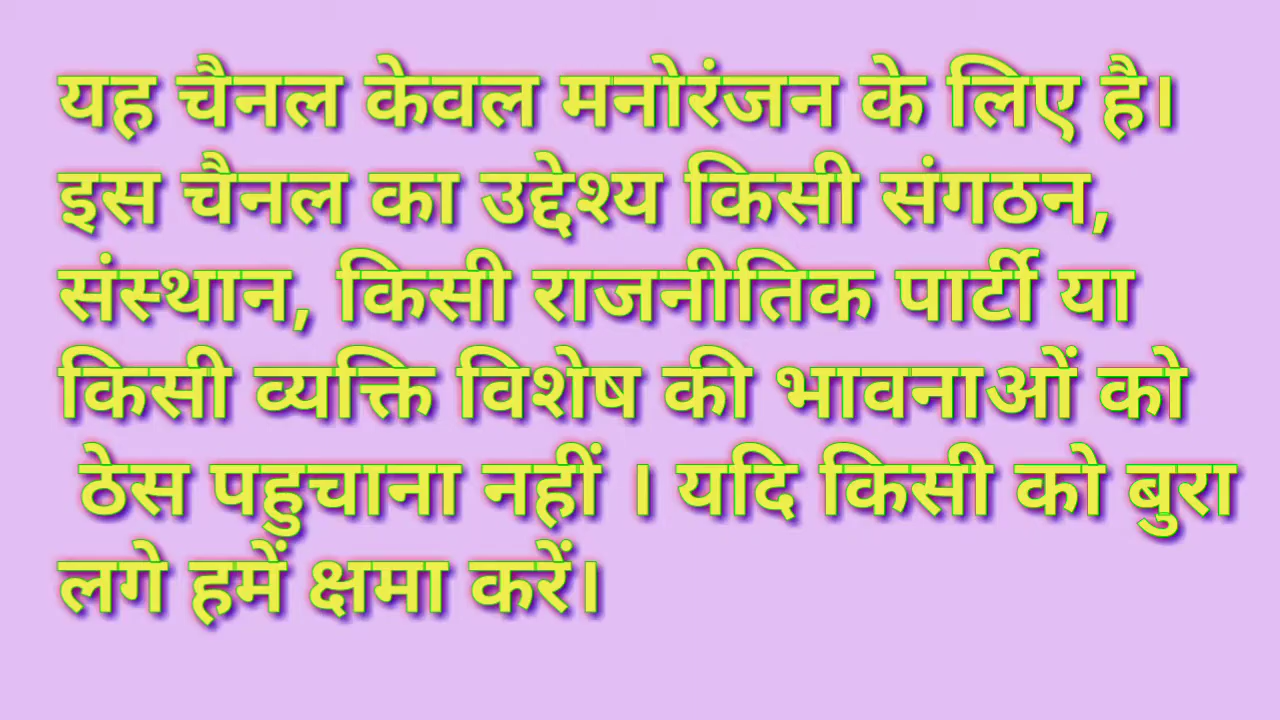 यह चैनल केवल मनोरंजन के लिए है।
इस चैनल का उद्देश्य किसी संगठन,
संस्थान, किसी राजनीतिक पार्टी या
किसी व्यक्ति विशेष की भावनाओं को
ठेस पहुचाना नहीं । यदि किसी को बुरा
लगे हमें क्षमा करें।